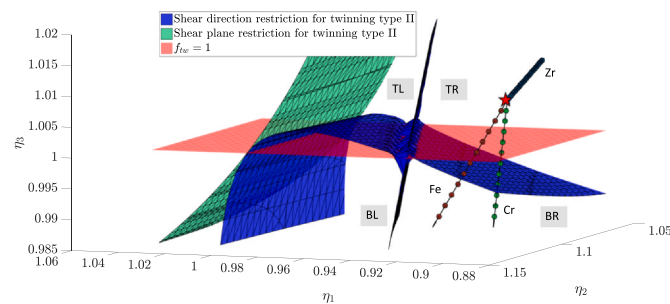 Shear direction restriction for twinning type II
Shear plane restriction for twinning type II
f_tw = 1
1.02
1.015
1.01
1.005
1
0.995
0.99
0.985
η3
TL
TR
Zr
Fe
Cr
BL
BR
1.06
1.04
1.02
1
0.98
0.96
0.94
0.92
0.9
0.88
η1
1.15
1.1
1.05
η2